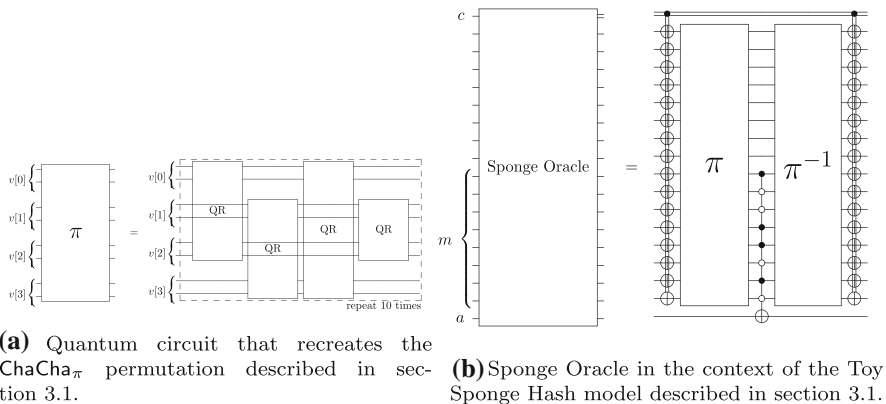 v[0]
v[1]
v[2]
v[3]
π
=
v[0]
v[1]
v[2]
v[3]
QR
QR
QR
QR
repeat 10 times
(a) Quantum circuit that recreates the
ChaChaπ permutation described in sec-
tion 3.1.
c
m
a
Sponge Oracle
=
π
π⁻¹
(b) Sponge Oracle in the context of the Toy
Sponge Hash model described in section 3.1.